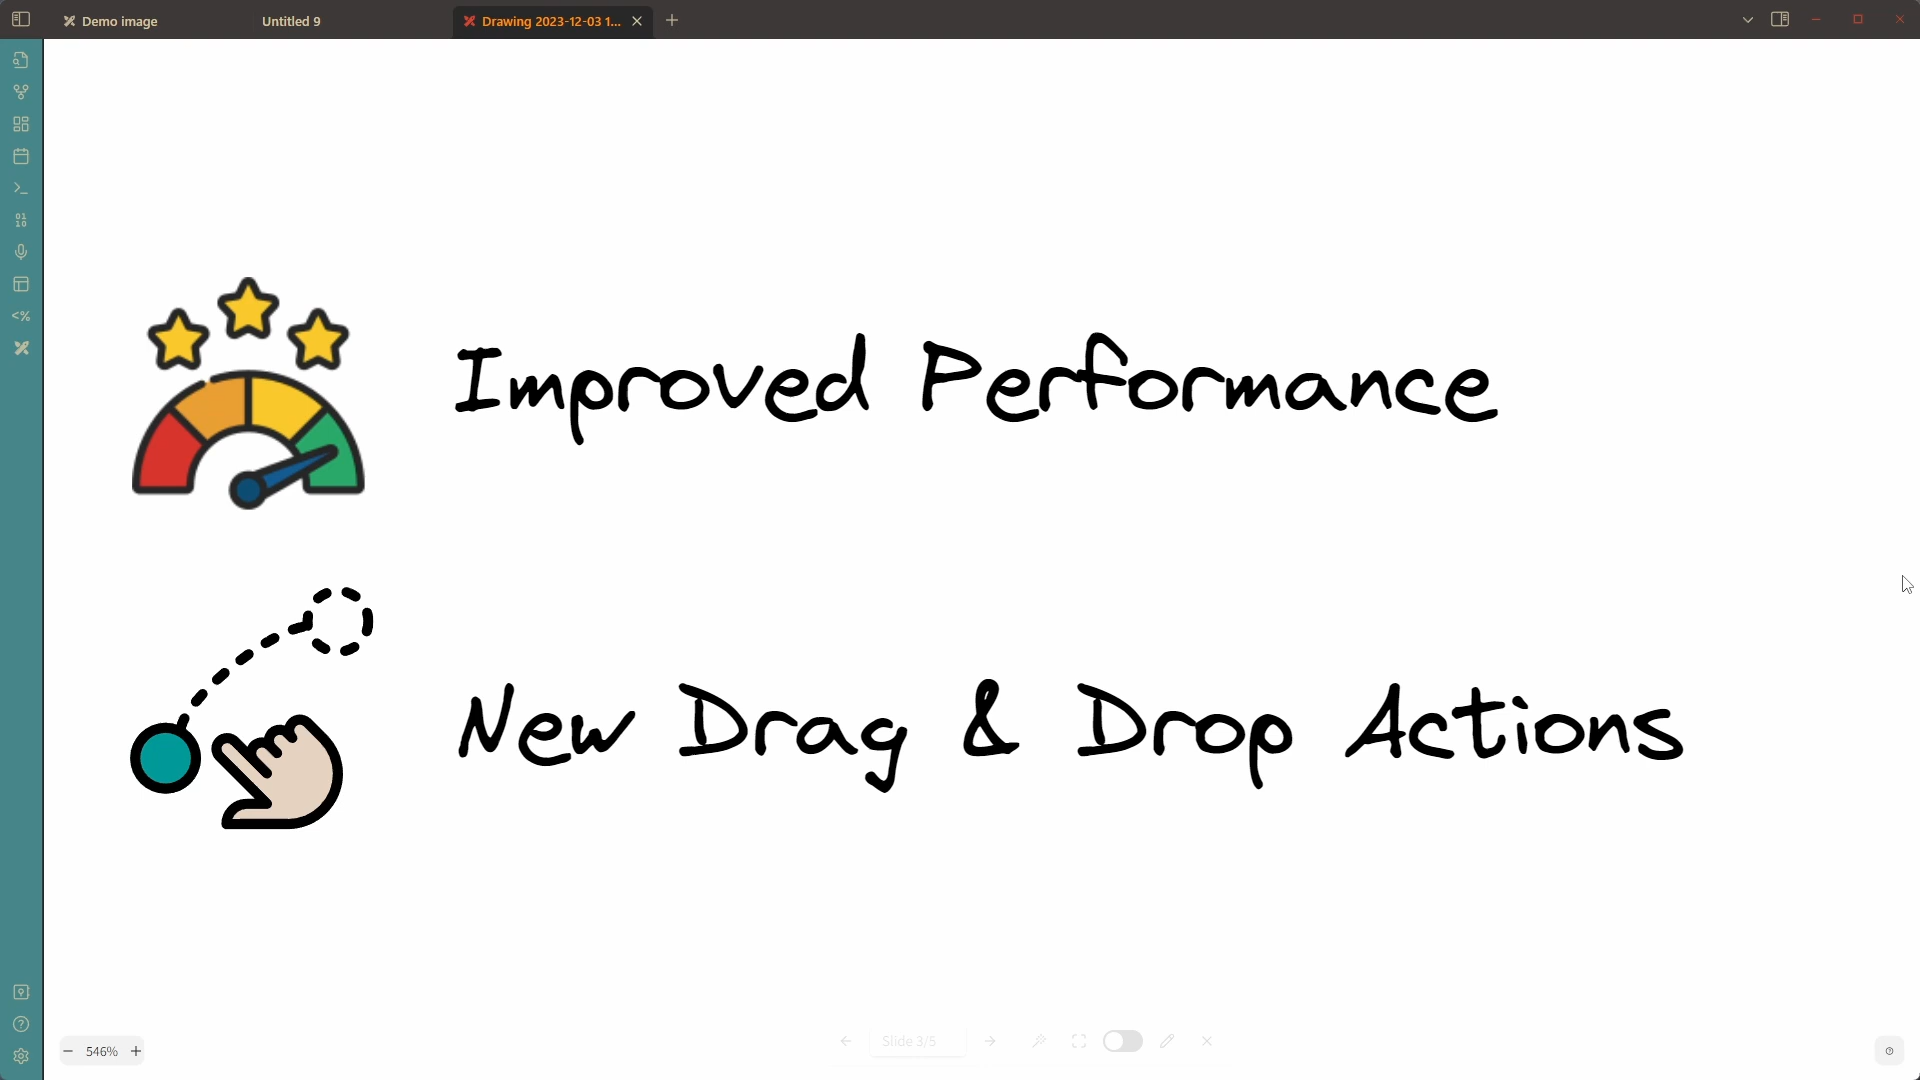 Demo image
Untitled 9
Drawing 2023-12-03 1...
Improved Performance
New Drag & Drop Actions
546%
Slide 3/5